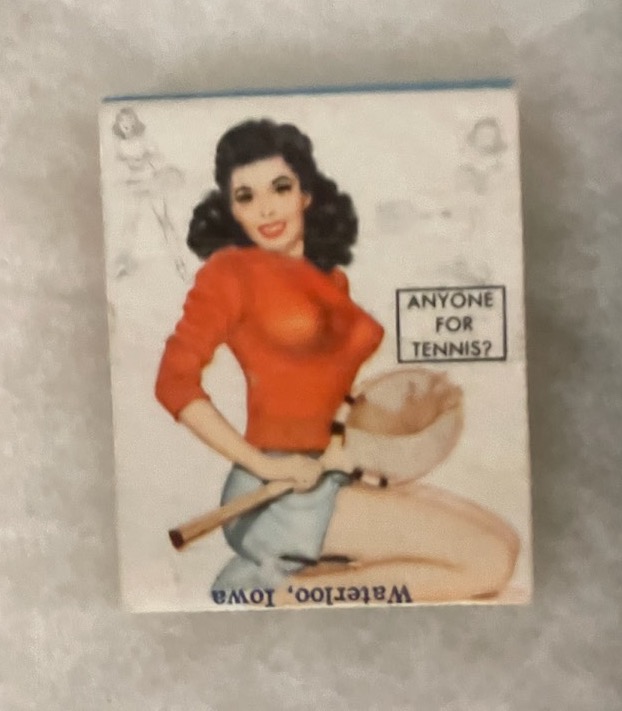 ANYONE
FOR
TENNIS?
Waterloo, Iowa